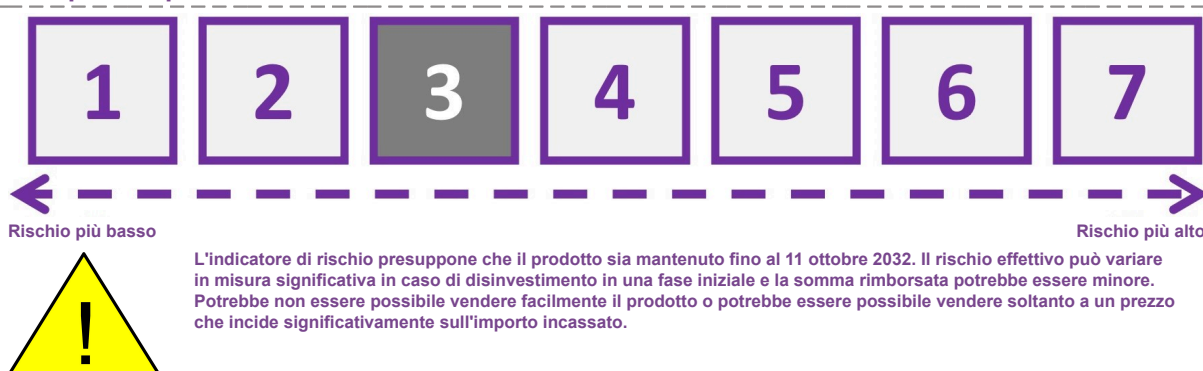 1 2 3 4 5 6 7
Rischio più basso Rischio più alto
L'indicatore di rischio presuppone che il prodotto sia mantenuto fino al 11 ottobre 2032. Il rischio effettivo può variare
in misura significativa in caso di disinvestimento in una fase iniziale e la somma rimborsata potrebbe essere minore.
Potrebbe non essere possibile vendere facilmente il prodotto o potrebbe essere possibile vendere soltanto a un prezzo
che incide significativamente sull'importo incassato.
!